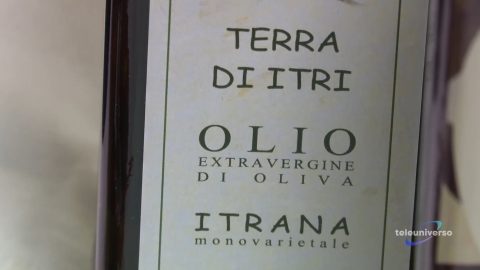 TERRA
DI ITRI
OLIO
EXTRAVERGINE
DI OLIVA
ITRANA
monovarietale
teleuniverso